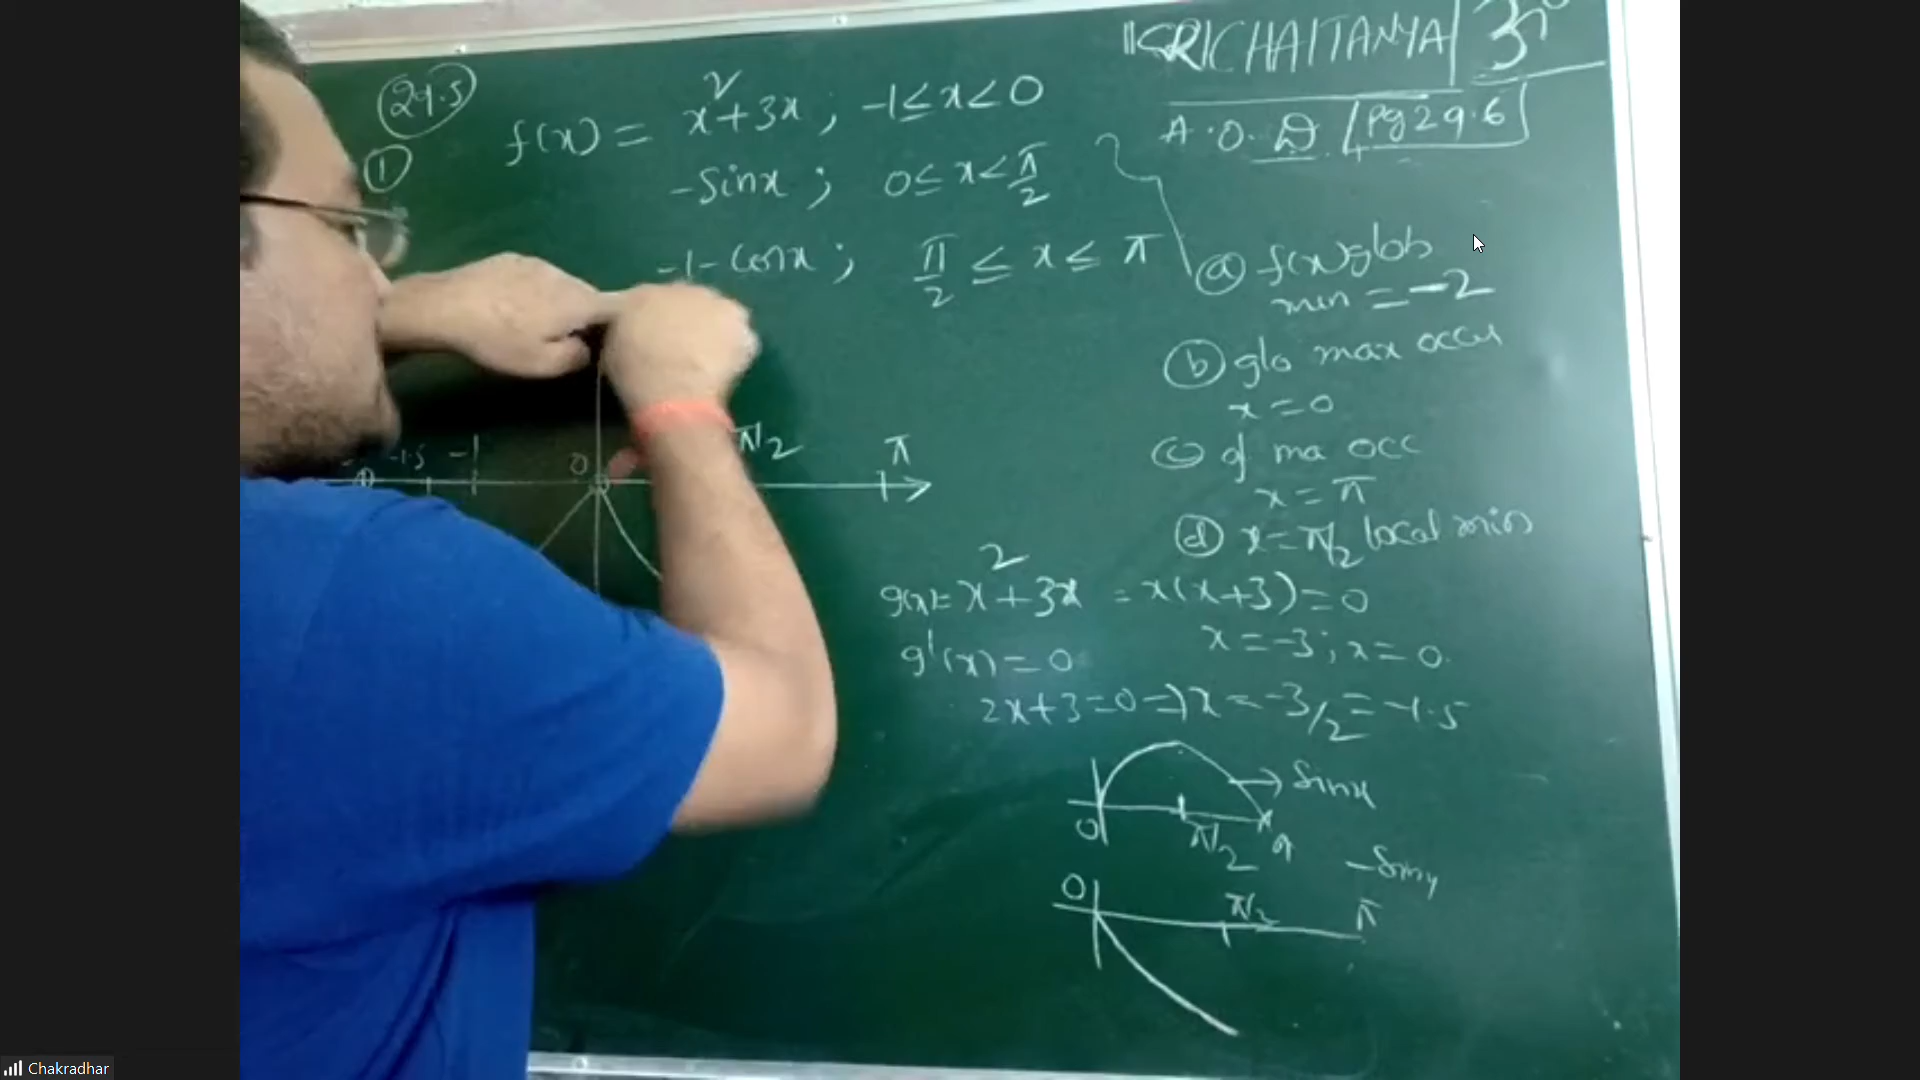 SRICHAITANYA
A.O.D (Pg 29.6)
29.5
1
f(x) = x²+3x ; -1≤x<0
-Sinx ; 0≤x<π/2
-1-Cosx ; π/2 ≤ x ≤ π
(a) f(x) glob
min = -2
(b) glo max occu
x = 0
(c) gl ma occ
x = π
(d) x = π/2 local min
-1.5 -1 0 π/2 π
g(x) = x²+3x = x(x+3) = 0
g'(x) = 0 x = -3; x = 0
2x+3=0 => x = -3/2 = -1.5
Sinx
0 π/2 π
0 π/2 π
Chakradhar